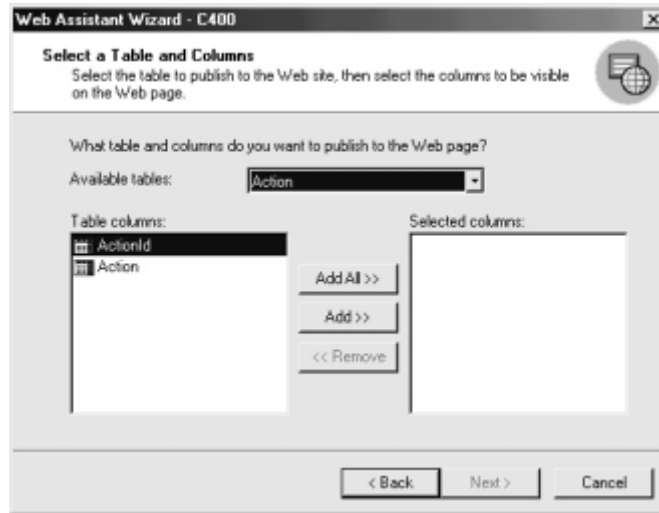 Web Assistant Wizard - C400
Select a Table and Columns
Select the table to publish to the Web site, then select the columns to be visible
on the Web page.
What table and columns do you want to publish to the Web page?
Available tables: Action
Table columns:
ActionId
Action
Add All >>
Add >>
<< Remove
Selected columns:
< Back Next > Cancel